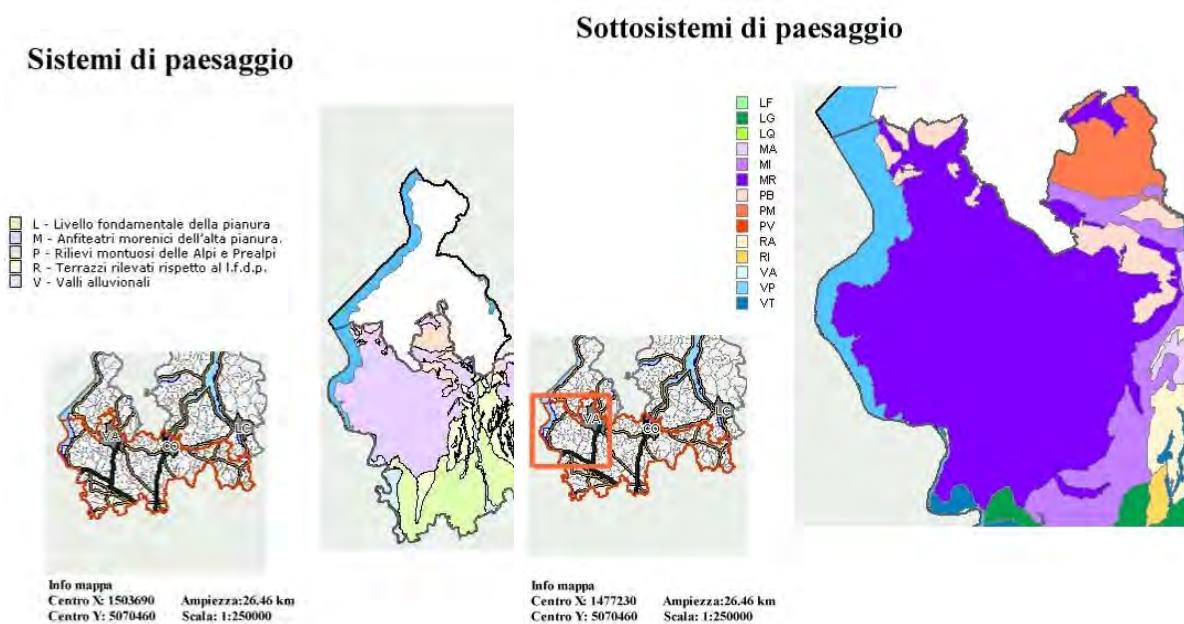 Sistemi di paesaggio
L - Livello fondamentale della pianura
M - Anfiteatri morenici dell'alta pianura.
P - Rilievi montuosi delle Alpi e Prealpi
R - Terrazzi rilevati rispetto al l.f.d.p.
V - Valli alluvionali
VA
CO
LC
Info mappa
Centro X: 1503690 Ampiezza:26.46 km
Centro Y: 5070460 Scala: 1:250000
Sottosistemi di paesaggio
LF
LG
LQ
MA
MI
MR
PB
PM
PV
RA
RI
VA
VP
VT
VA
CO
LC
Info mappa
Centro X: 1477230 Ampiezza:26.46 km
Centro Y: 5070460 Scala: 1:250000